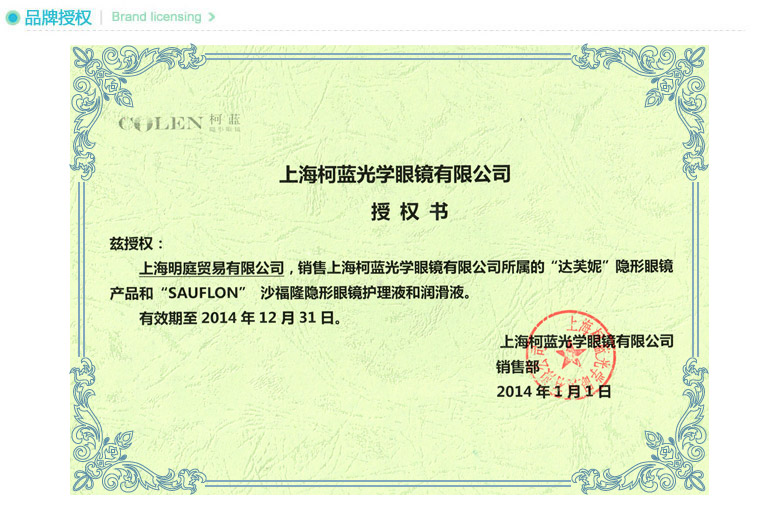 品牌授权 | Brand licensing >
COLEN 柯蓝
隐形眼镜
上海柯蓝光学眼镜有限公司
授 权 书
兹授权：
上海明庭贸易有限公司，销售上海柯蓝光学眼镜有限公司所属的“达芙妮”隐形眼镜
产品和“SAUFLON” 沙福隆隐形眼镜护理液和润滑液。
有效期至 2014 年 12 月 31 日。
上海柯蓝光学眼镜有限公司
销售部
2014 年 1 月 1 日